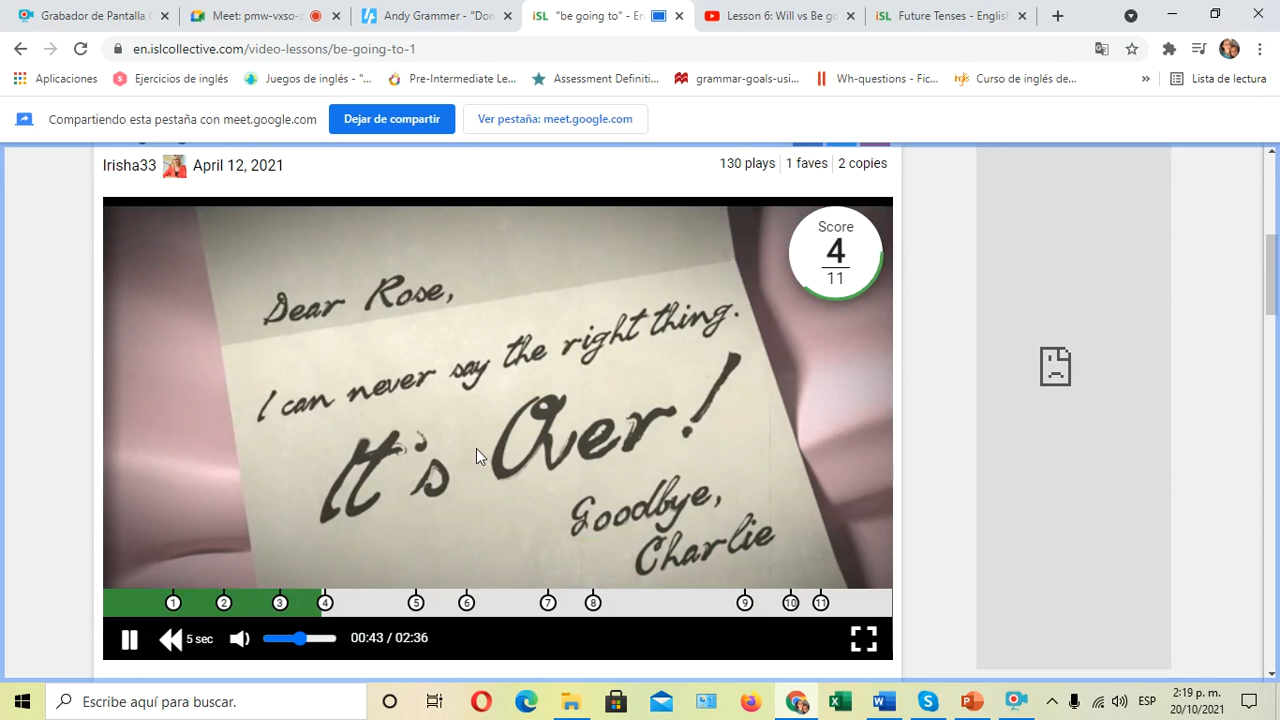 Grabador de Pantalla G
Meet: pmw-vxso-
Andy Grammer - "Don
"be going to" - En
Lesson 6: Will vs Be go
Future Tenses - English
en.islcollective.com/video-lessons/be-going-to-1
Aplicaciones
Ejercicios de inglés
Juegos de inglés - "...
Pre-Intermediate Le...
Assessment Definiti...
grammar-goals-usi...
Wh-questions - Fic...
Curso de inglés de...
Lista de lectura
Compartiendo esta pestaña con meet.google.com
Dejar de compartir
Ver pestaña: meet.google.com
Irisha33
April 12, 2021
130 plays
1 faves
2 copies
Score
4
11
Dear Rose,
I can never say the right thing.
It's Over!
Goodbye,
Charlie
1
2
3
4
5
6
7
8
9
10
11
5 sec
00:43 / 02:36
Escribe aquí para buscar.
ESP
2:19 p. m.
20/10/2021